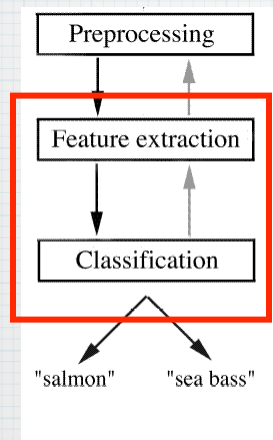 Preprocessing
Feature extraction
Classification
"salmon" "sea bass"